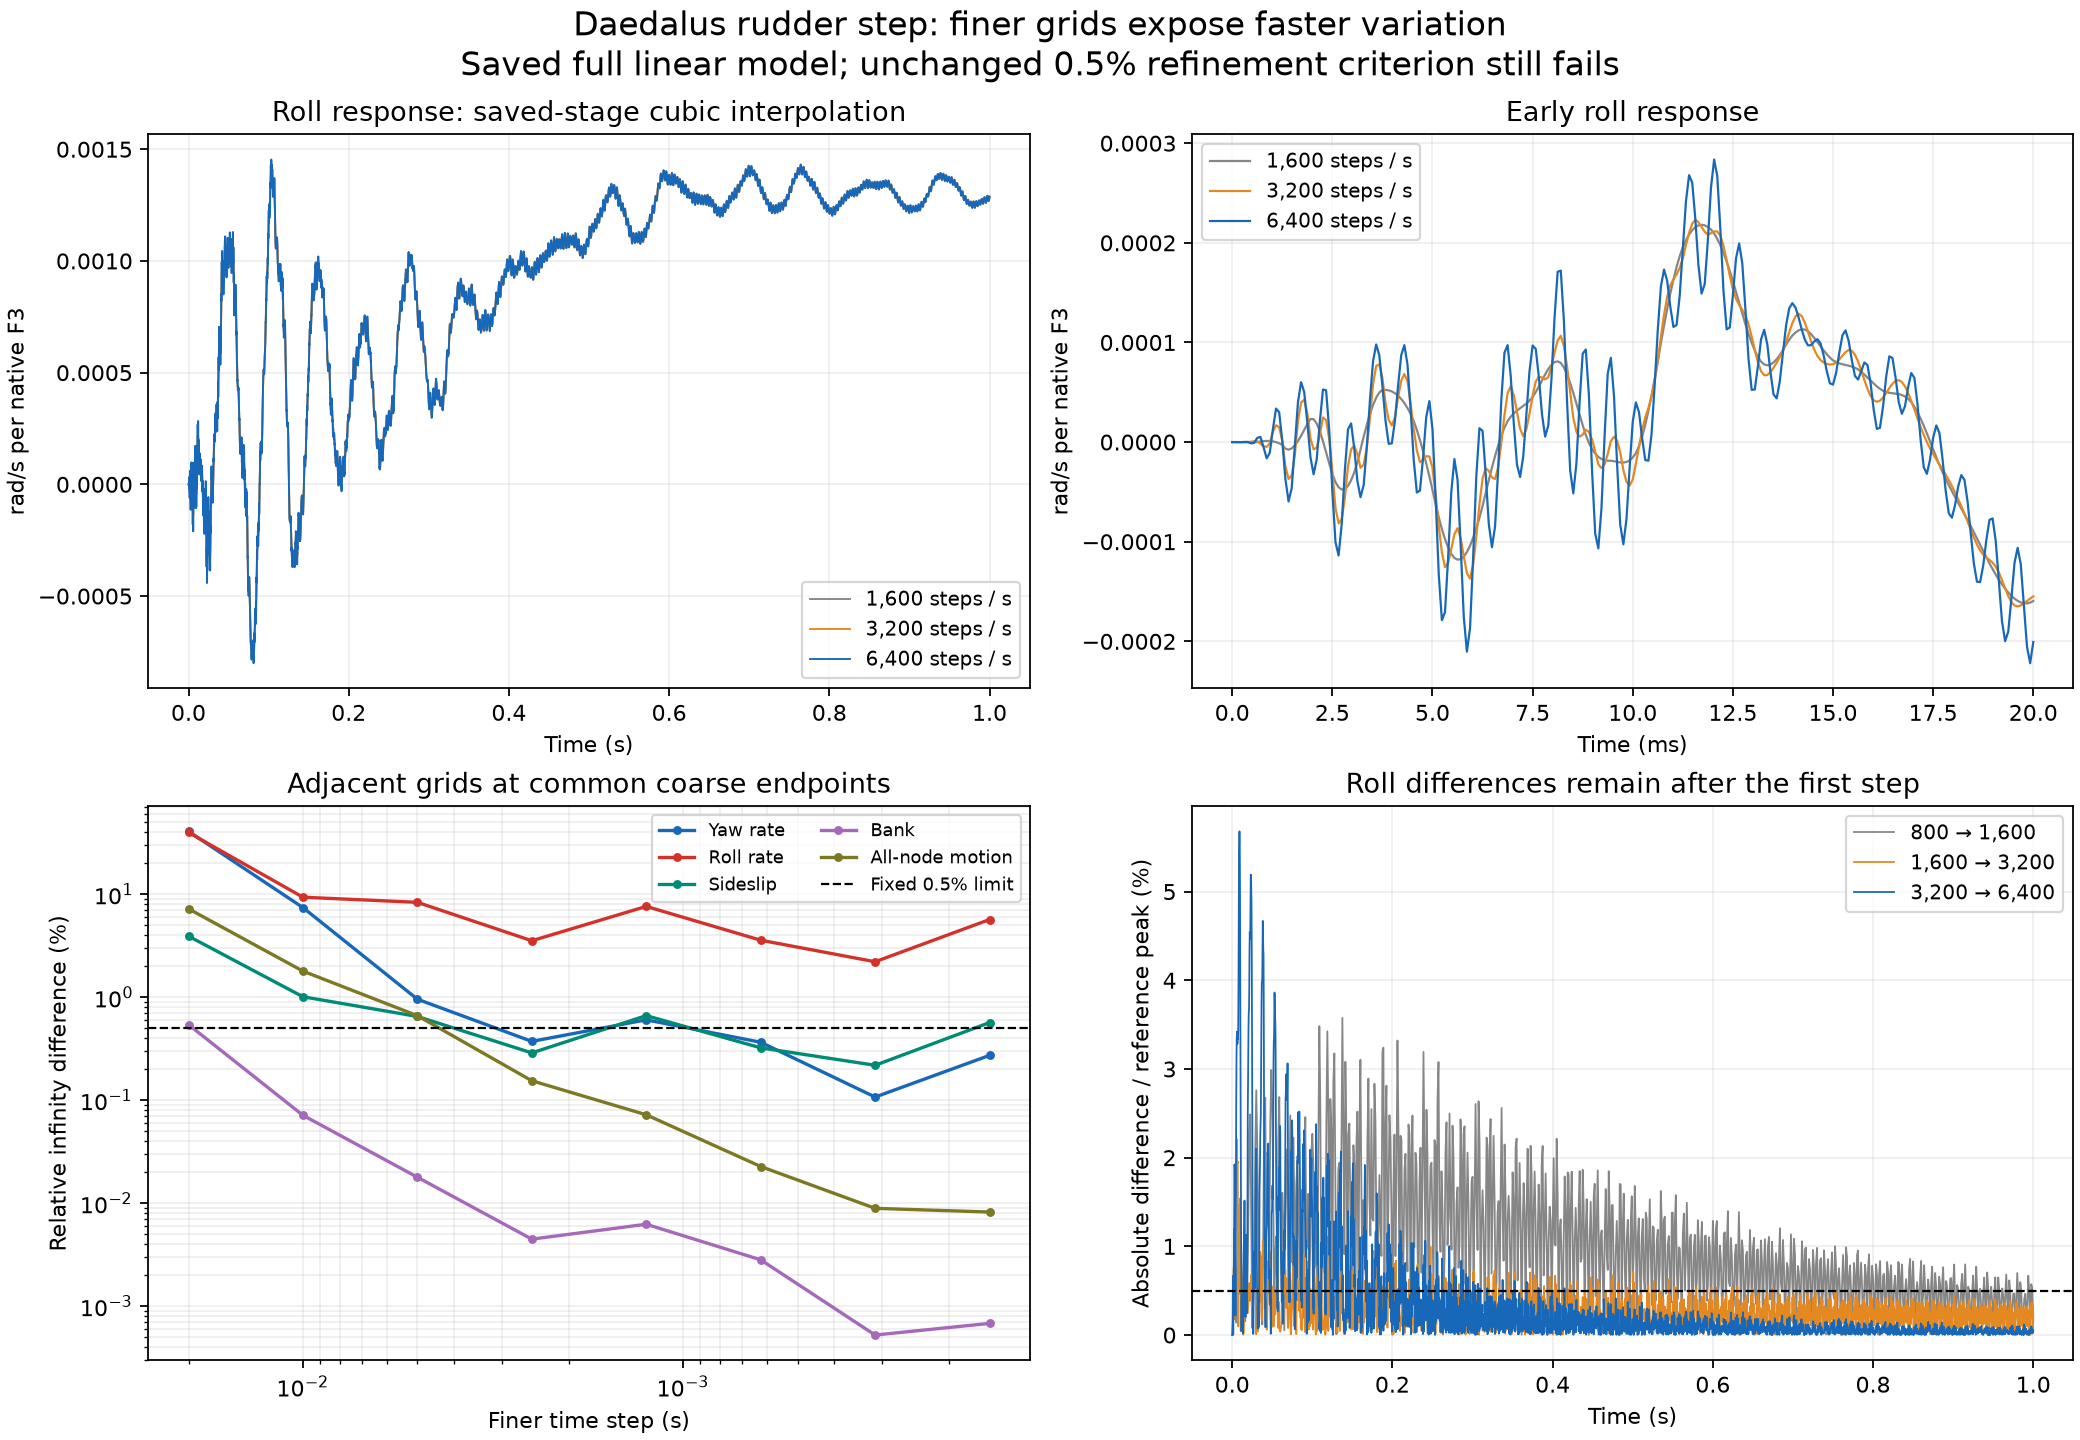 Daedalus rudder step: finer grids expose faster variation
Saved full linear model; unchanged 0.5% refinement criterion still fails
Roll response: saved-stage cubic interpolation
rad/s per native F3
0.0015
0.0010
0.0005
0.0000
−0.0005
1,600 steps / s
3,200 steps / s
6,400 steps / s
0.0 0.2 0.4 0.6 0.8 1.0
Time (s)
Early roll response
rad/s per native F3
0.0003
0.0002
0.0001
0.0000
−0.0001
−0.0002
1,600 steps / s
3,200 steps / s
6,400 steps / s
0.0 2.5 5.0 7.5 10.0 12.5 15.0 17.5 20.0
Time (ms)
Adjacent grids at common coarse endpoints
Relative infinity difference (%)
10¹
10⁰
10⁻¹
10⁻²
10⁻³
Yaw rate
Roll rate
Sideslip
Bank
All-node motion
Fixed 0.5% limit
10⁻² 10⁻³
Finer time step (s)
Roll differences remain after the first step
Absolute difference / reference peak (%)
5
4
3
2
1
0
800 → 1,600
1,600 → 3,200
3,200 → 6,400
0.0 0.2 0.4 0.6 0.8 1.0
Time (s)